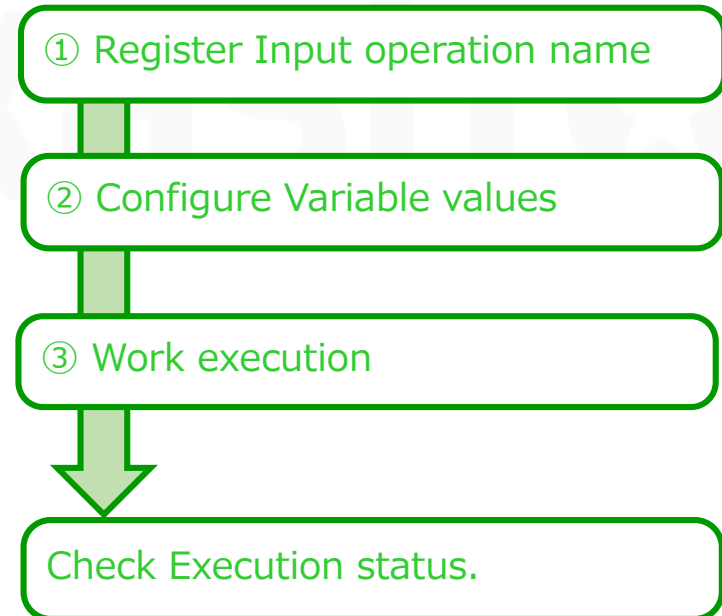 ① Register Input operation name
② Configure Variable values
③ Work execution
Check Execution status.